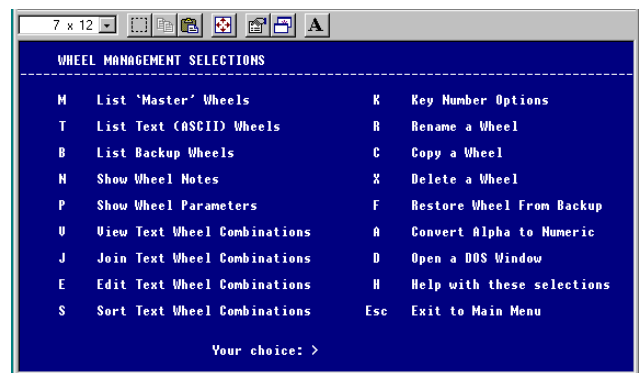 7 x 12
A
WHEEL MANAGEMENT SELECTIONS
M List `Master' Wheels K Key Number Options
T List Text (ASCII) Wheels R Rename a Wheel
B List Backup Wheels C Copy a Wheel
N Show Wheel Notes X Delete a Wheel
P Show Wheel Parameters F Restore Wheel From Backup
V View Text Wheel Combinations A Convert Alpha to Numeric
J Join Text Wheel Combinations D Open a DOS Window
E Edit Text Wheel Combinations H Help with these selections
S Sort Text Wheel Combinations Esc Exit to Main Menu
Your choice: >